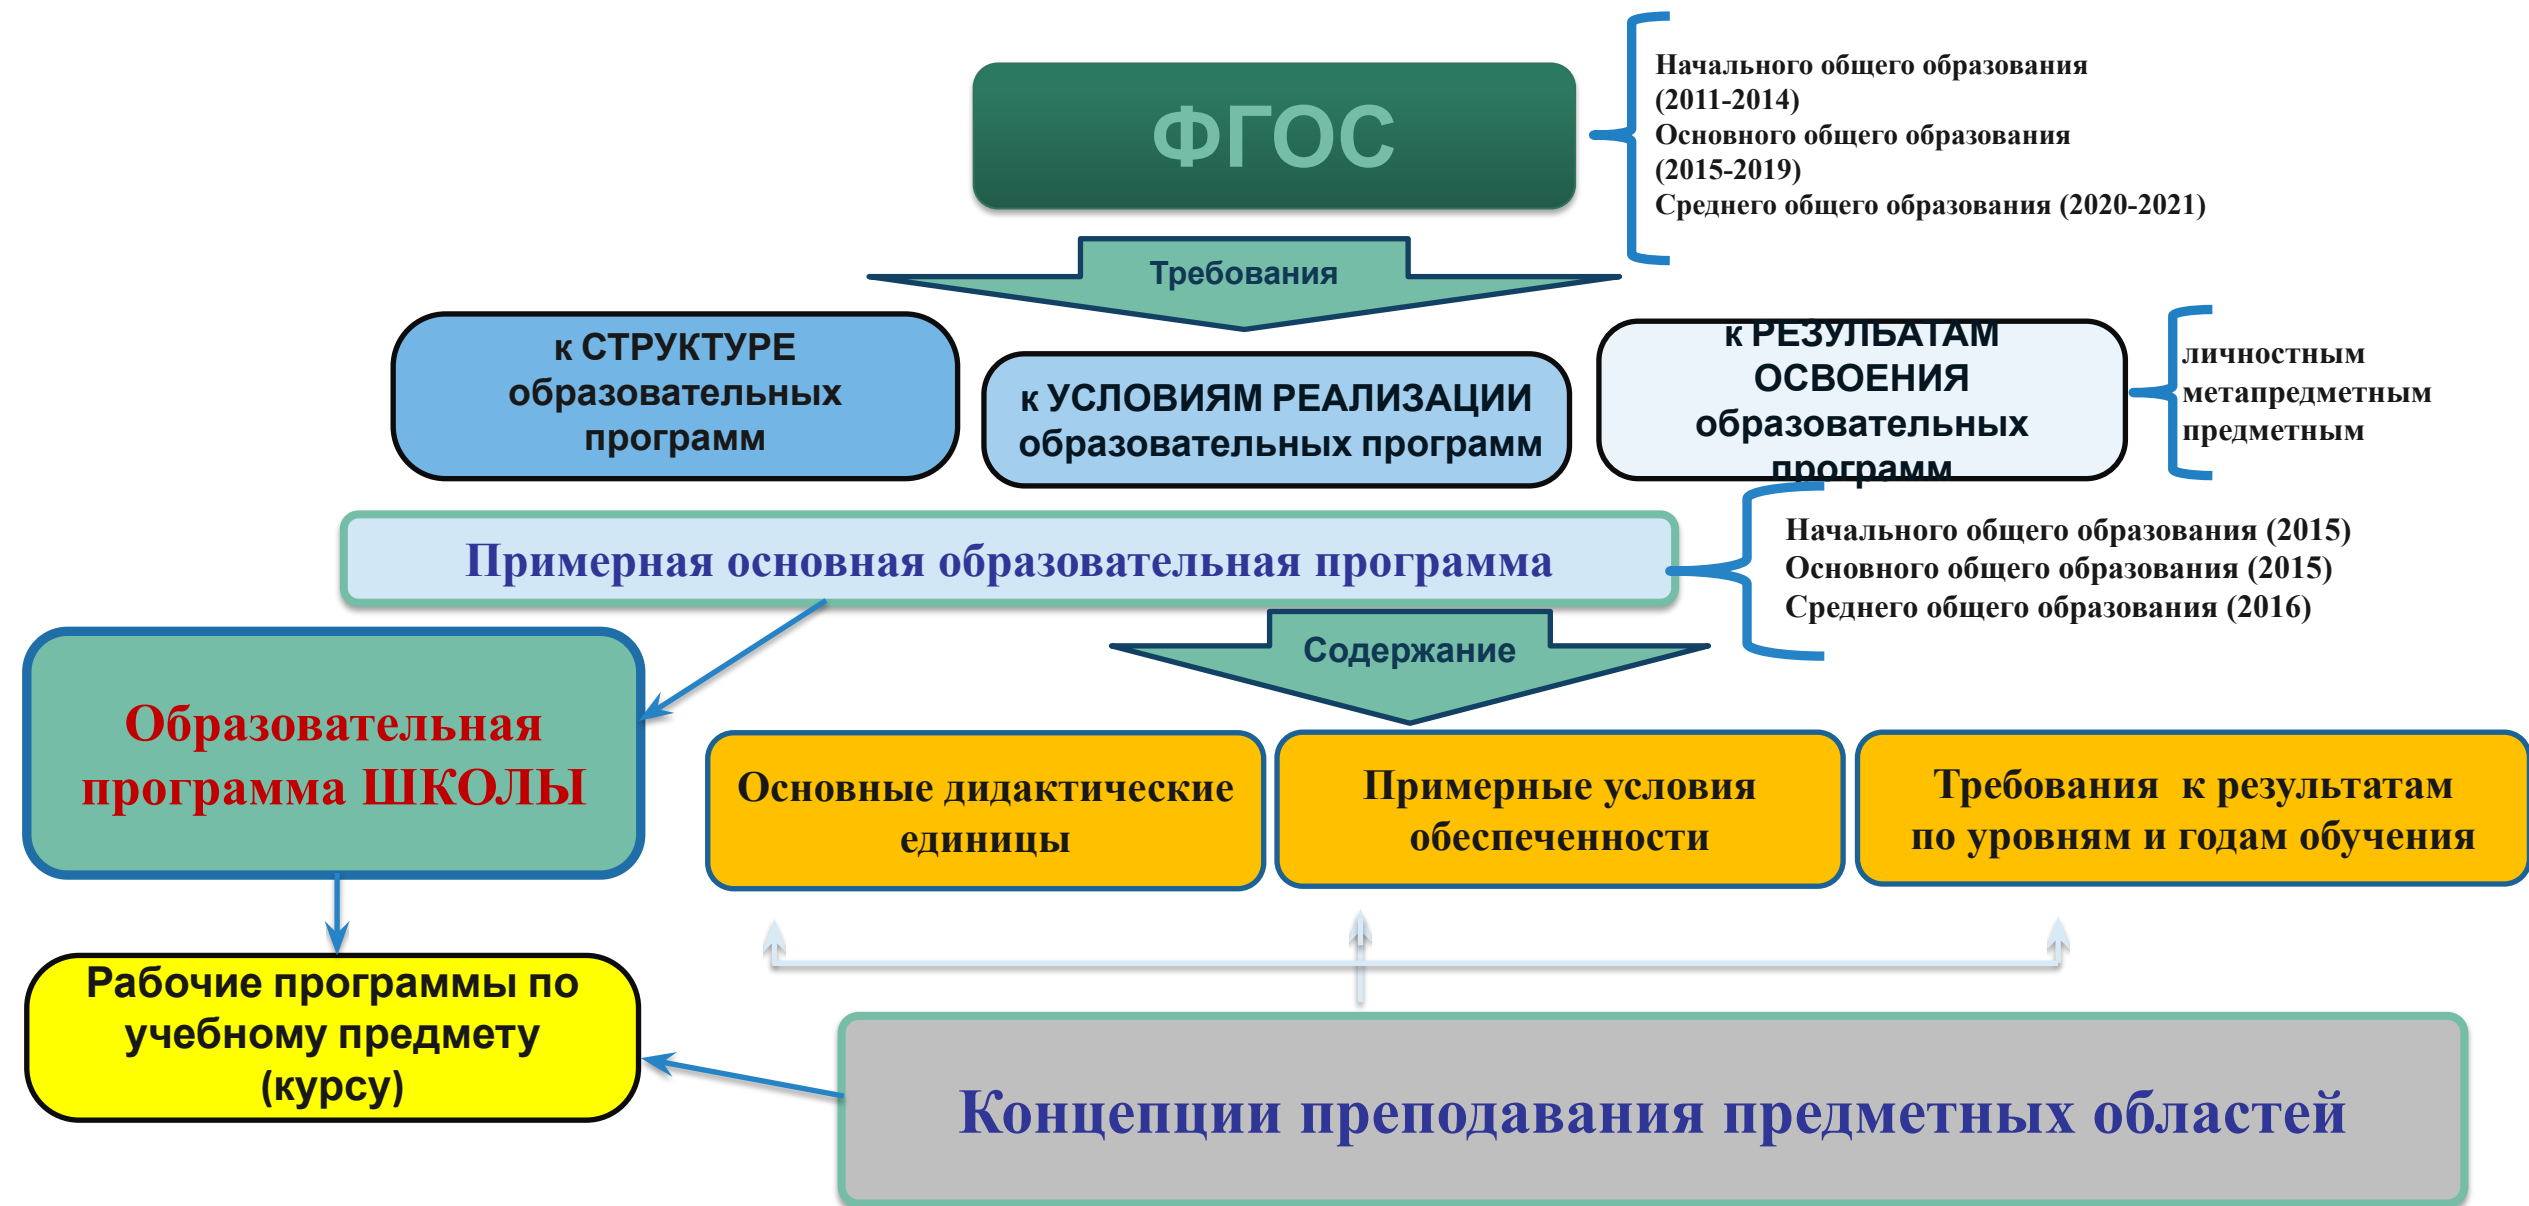 ФГОС
Начального общего образования
(2011-2014)
Основного общего образования
(2015-2019)
Среднего общего образования (2020-2021)
Требования
к СТРУКТУРЕ
образовательных
программ
к УСЛОВИЯМ РЕАЛИЗАЦИИ
образовательных программ
к РЕЗУЛЬБАТАМ
ОСВОЕНИЯ
образовательных
программ
личностным
метапредметным
предметным
Примерная основная образовательная программа
Начального общего образования (2015)
Основного общего образования (2015)
Среднего общего образования (2016)
Содержание
Образовательная
программа ШКОЛЫ
Основные дидактические
единицы
Примерные условия
обеспеченности
Требования к результатам
по уровням и годам обучения
Рабочие программы по
учебному предмету
(курсу)
Концепции преподавания предметных областей